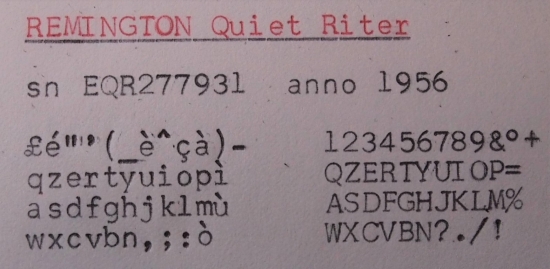 REMINGTON Quiet Riter
sn EQR277931 anno 1956
£é"'(_è^çà)- 123456789&°+
qzertyuiopì QZERTYUIOP=
asdfghjklmù ASDFGHJKLM%
wxcvbn,;:ò WXCVBN?./!